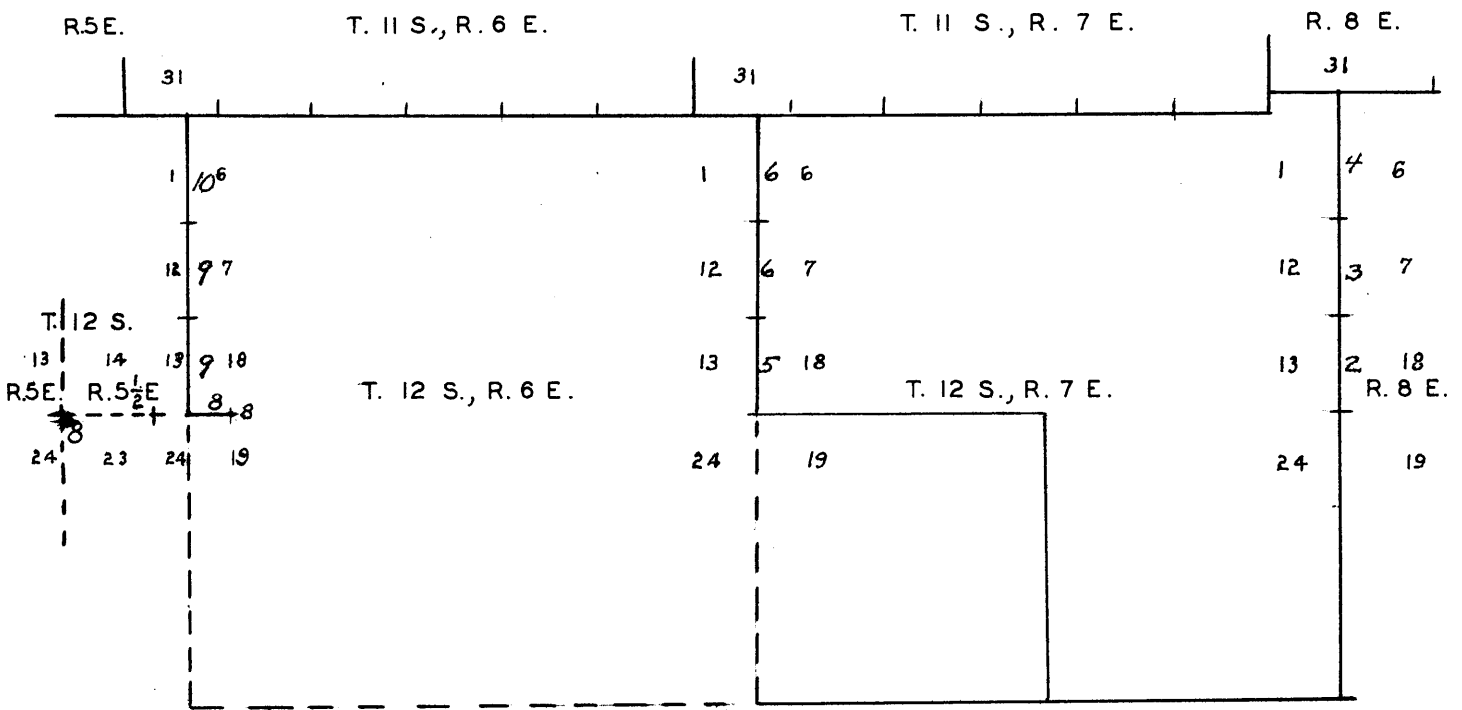 R.5E. T. 11 S., R. 6 E. T. 11 S., R. 7 E. R. 8 E.
31 31 31
1 10 6 1 6 6 1 4 6
12 9 7 12 6 7 12 3 7
T. 12 S.
13 14 13 9 18 13 5 18 13 2 18
R.5E. R.5½E. 8 T. 12 S., R. 6 E. T. 12 S., R. 7 E. R. 8 E.
8 8
24 23 24 19 24 19 24 19